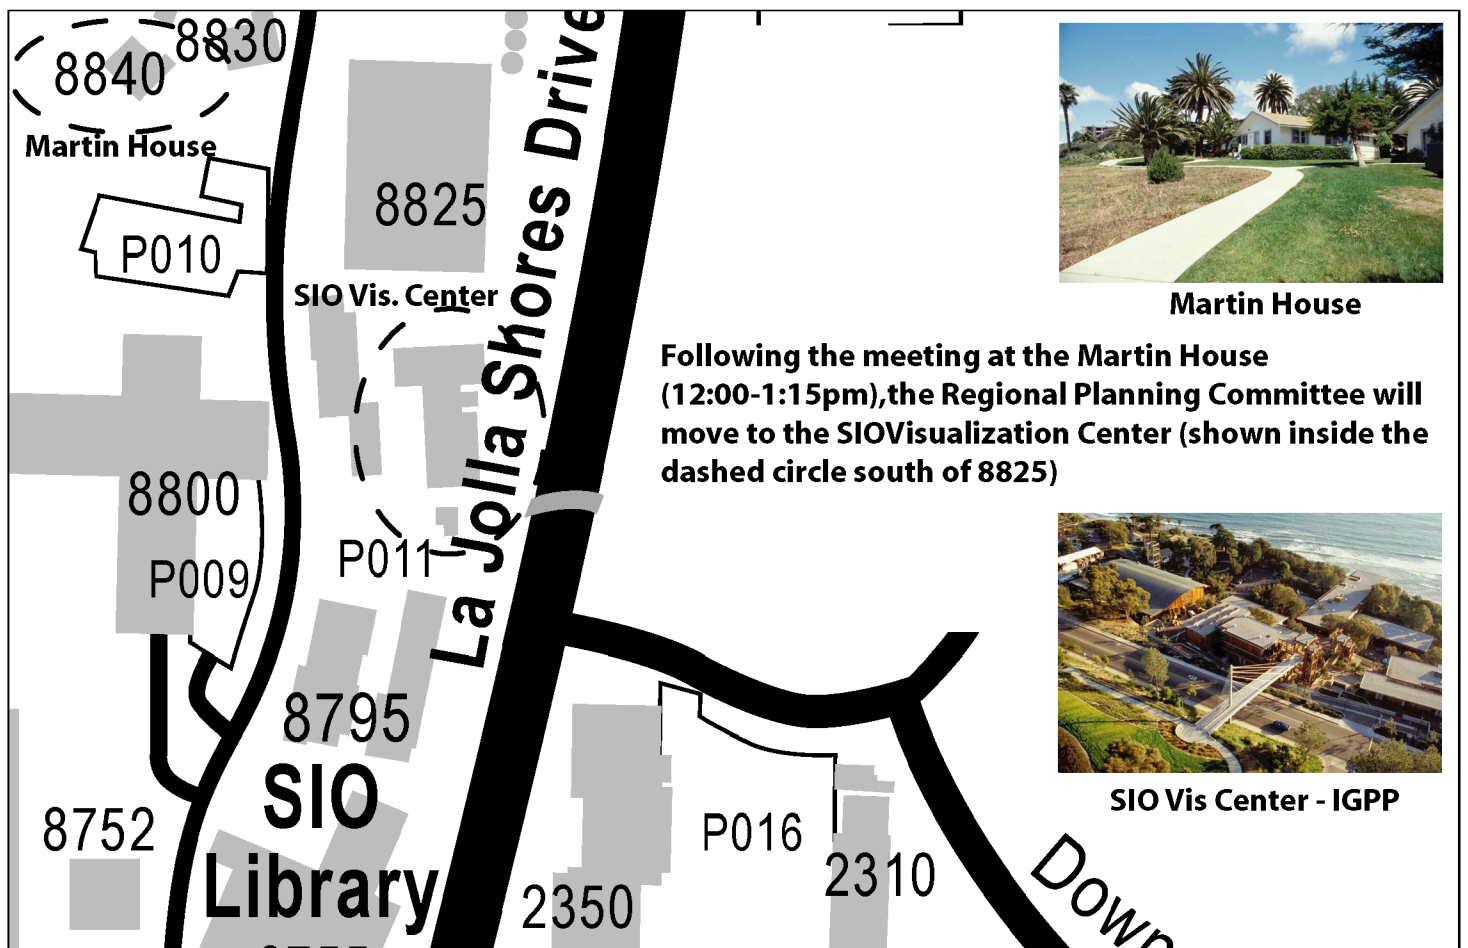 8830
8840
Martin House
P010
8825
La Jolla Shores Drive
SIO Vis. Center
8800
P009
P011
8795
SIO
Library
8752
2350
P016
2310
Down
Martin House
Following the meeting at the Martin House
(12:00-1:15pm),the Regional Planning Committee will
move to the SIOVisualization Center (shown inside the
dashed circle south of 8825)
SIO Vis Center - IGPP